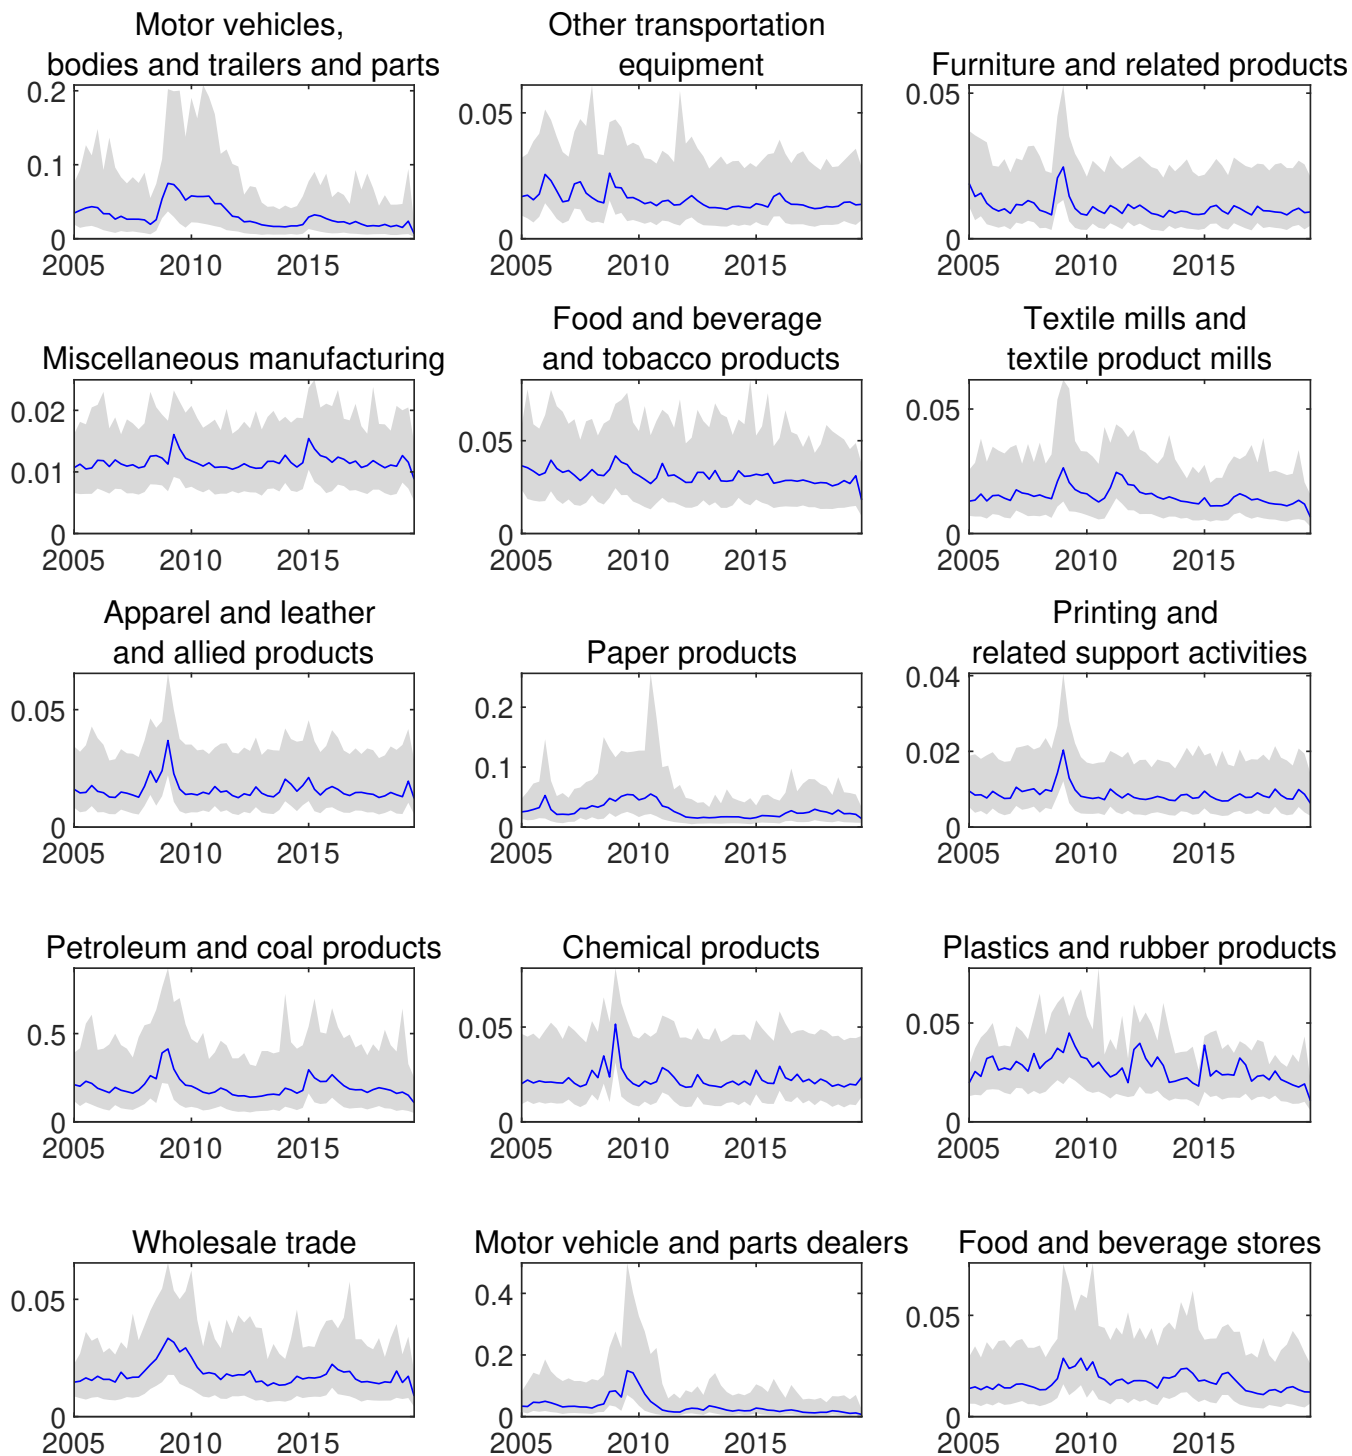 Motor vehicles,
bodies and trailers and parts
0.2
0.1
0
2005 2010 2015
Other transportation
equipment
0.05
0
2005 2010 2015
Furniture and related products
0.05
0
2005 2010 2015
Miscellaneous manufacturing
0.02
0.01
0
2005 2010 2015
Food and beverage
and tobacco products
0.05
0
2005 2010 2015
Textile mills and
textile product mills
0.05
0
2005 2010 2015
Apparel and leather
and allied products
0.05
0
2005 2010 2015
Paper products
0.2
0.1
0
2005 2010 2015
Printing and
related support activities
0.04
0.02
0
2005 2010 2015
Petroleum and coal products
0.5
0
2005 2010 2015
Chemical products
0.05
0
2005 2010 2015
Plastics and rubber products
0.05
0
2005 2010 2015
Wholesale trade
0.05
0
2005 2010 2015
Motor vehicle and parts dealers
0.4
0.2
0
2005 2010 2015
Food and beverage stores
0.05
0
2005 2010 2015